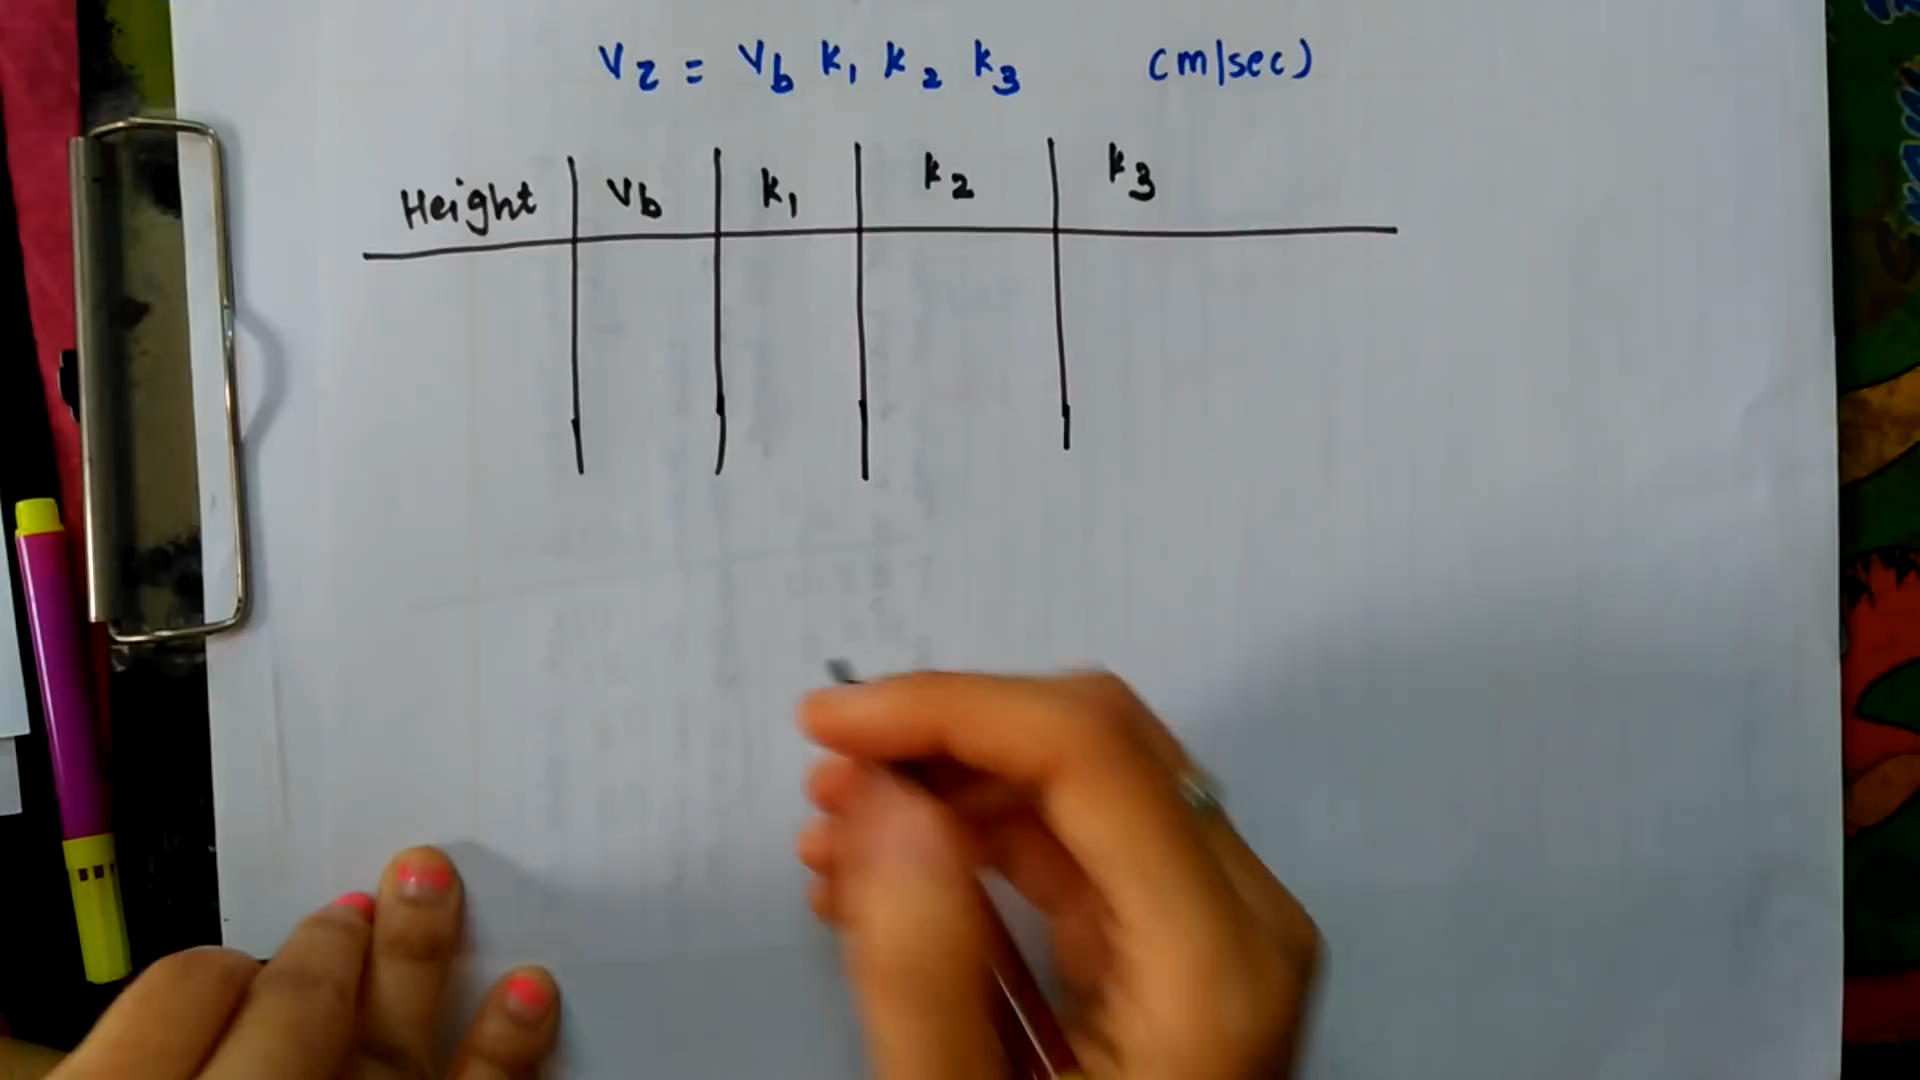 Vz = Vb k1 k2 k3 (m/sec)
Height Vb k1 k2 k3